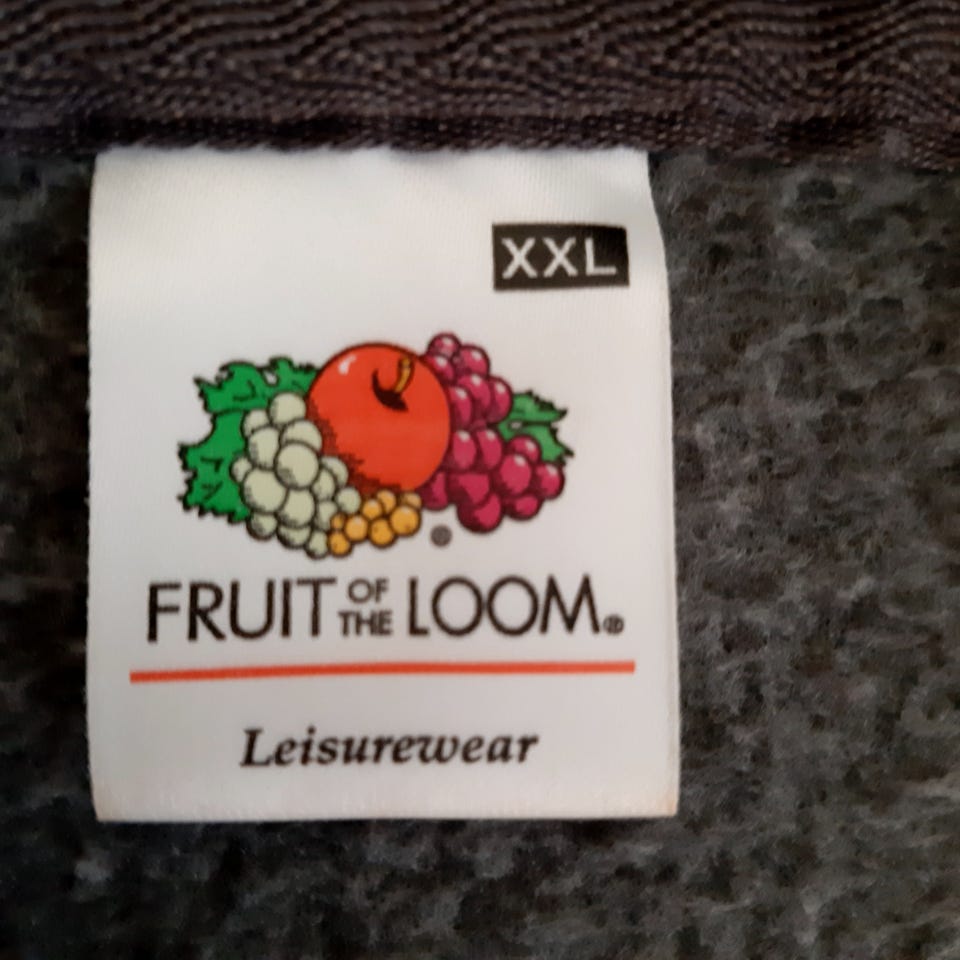 XXL
FRUIT OF THE LOOM®
Leisurewear